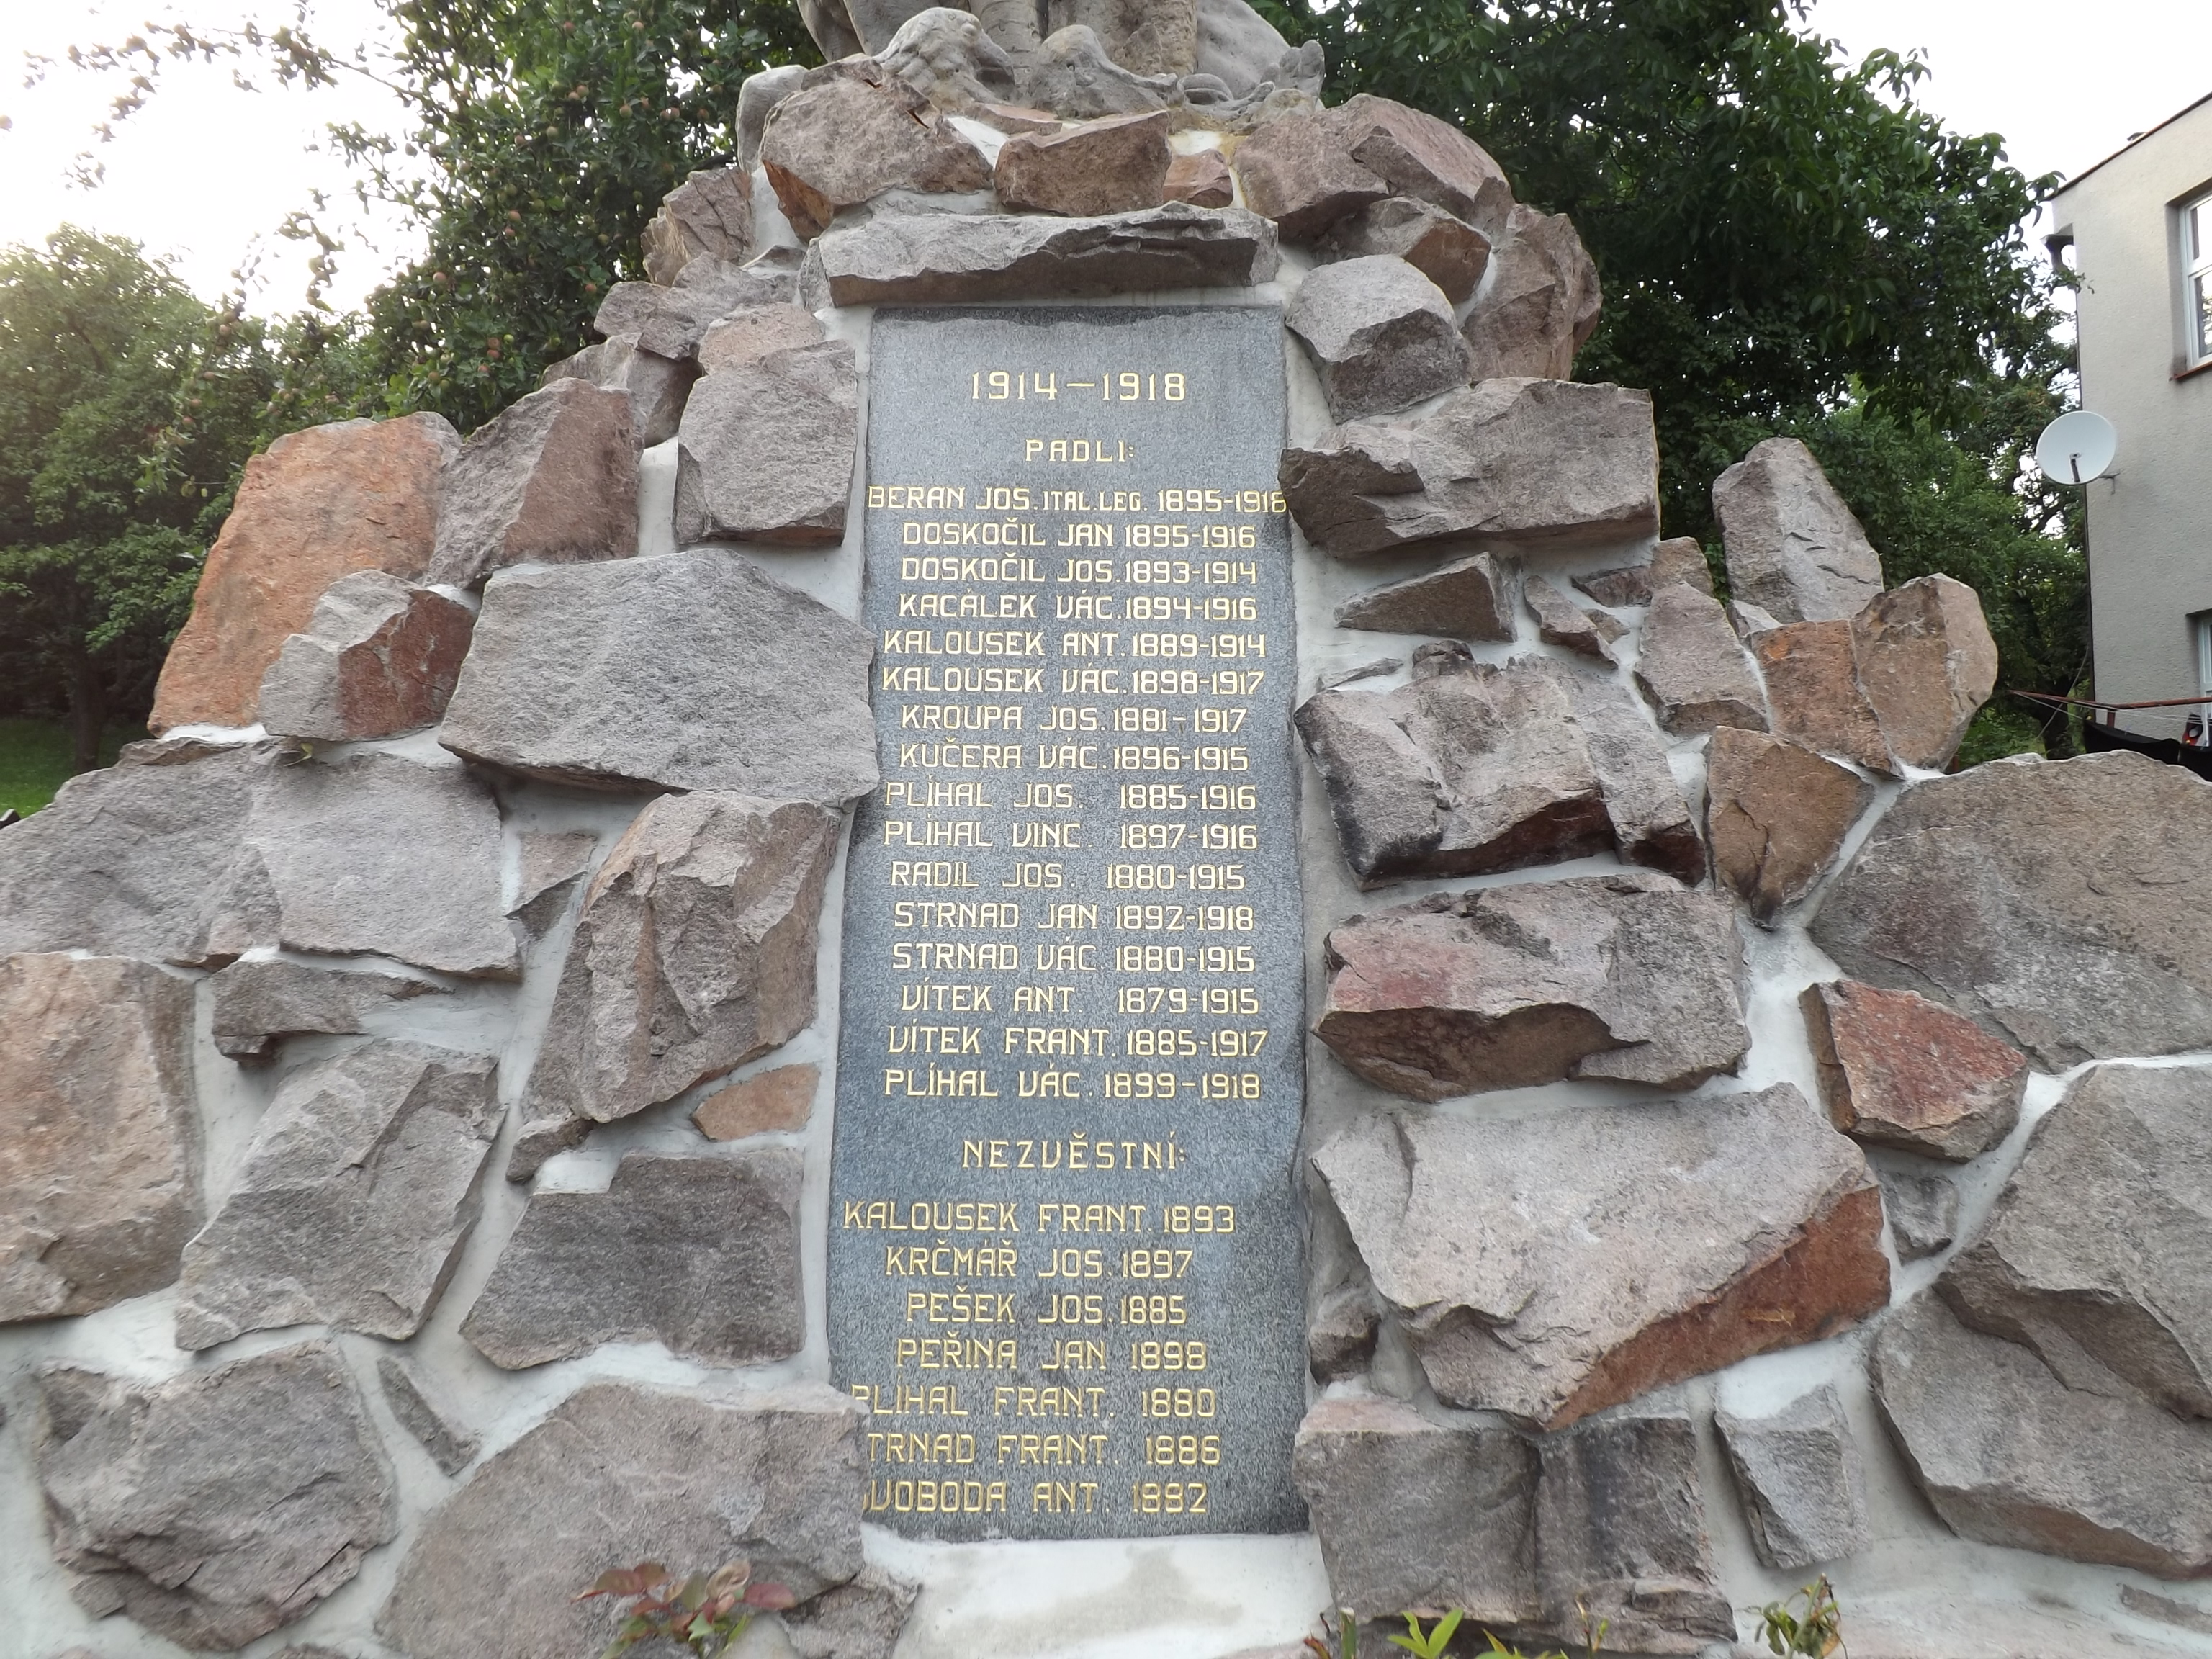 1914-1918
PADLI:
BERAN JOS. ITAL. LEG. 1895-1918
DOSKOČIL JAN 1895-1916
DOSKOČIL JOS. 1893-1914
KACÁLEK VÁC. 1894-1916
KALOUSEK ANT. 1889-1914
KALOUSEK VÁC. 1898-1917
KROUPA JOS. 1881-1917
KUČERA VÁC. 1896-1915
PLÍHAL JOS. 1885-1916
PLÍHAL VINC. 1897-1916
RADIL JOS. 1880-1915
STRNAD JAN 1892-1918
STRNAD VÁC. 1880-1915
VÍTEK ANT. 1879-1915
VÍTEK FRANT. 1885-1917
PLÍHAL VÁC. 1899-1918
NEZVĚSTNÍ:
KALOUSEK FRANT. 1893
KRČMÁŘ JOS. 1897
PEŠEK JOS. 1885
PEŘINA JAN 1898
PLÍHAL FRANT. 1880
TRNAD FRANT. 1886
VOBODA ANT. 1882